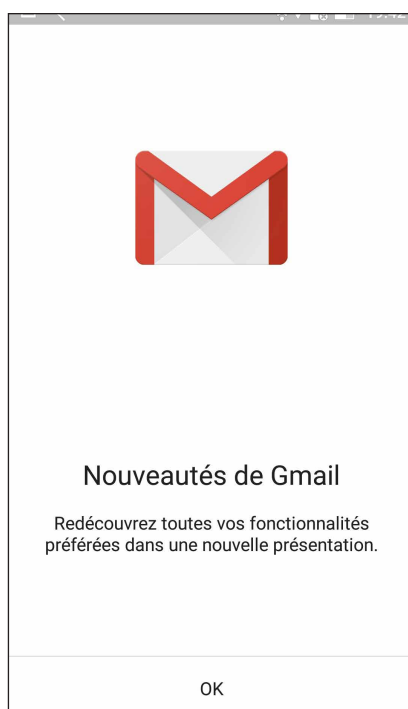 Nouveautés de Gmail
Redécouvrez toutes vos fonctionnalités
préférées dans une nouvelle présentation.
OK